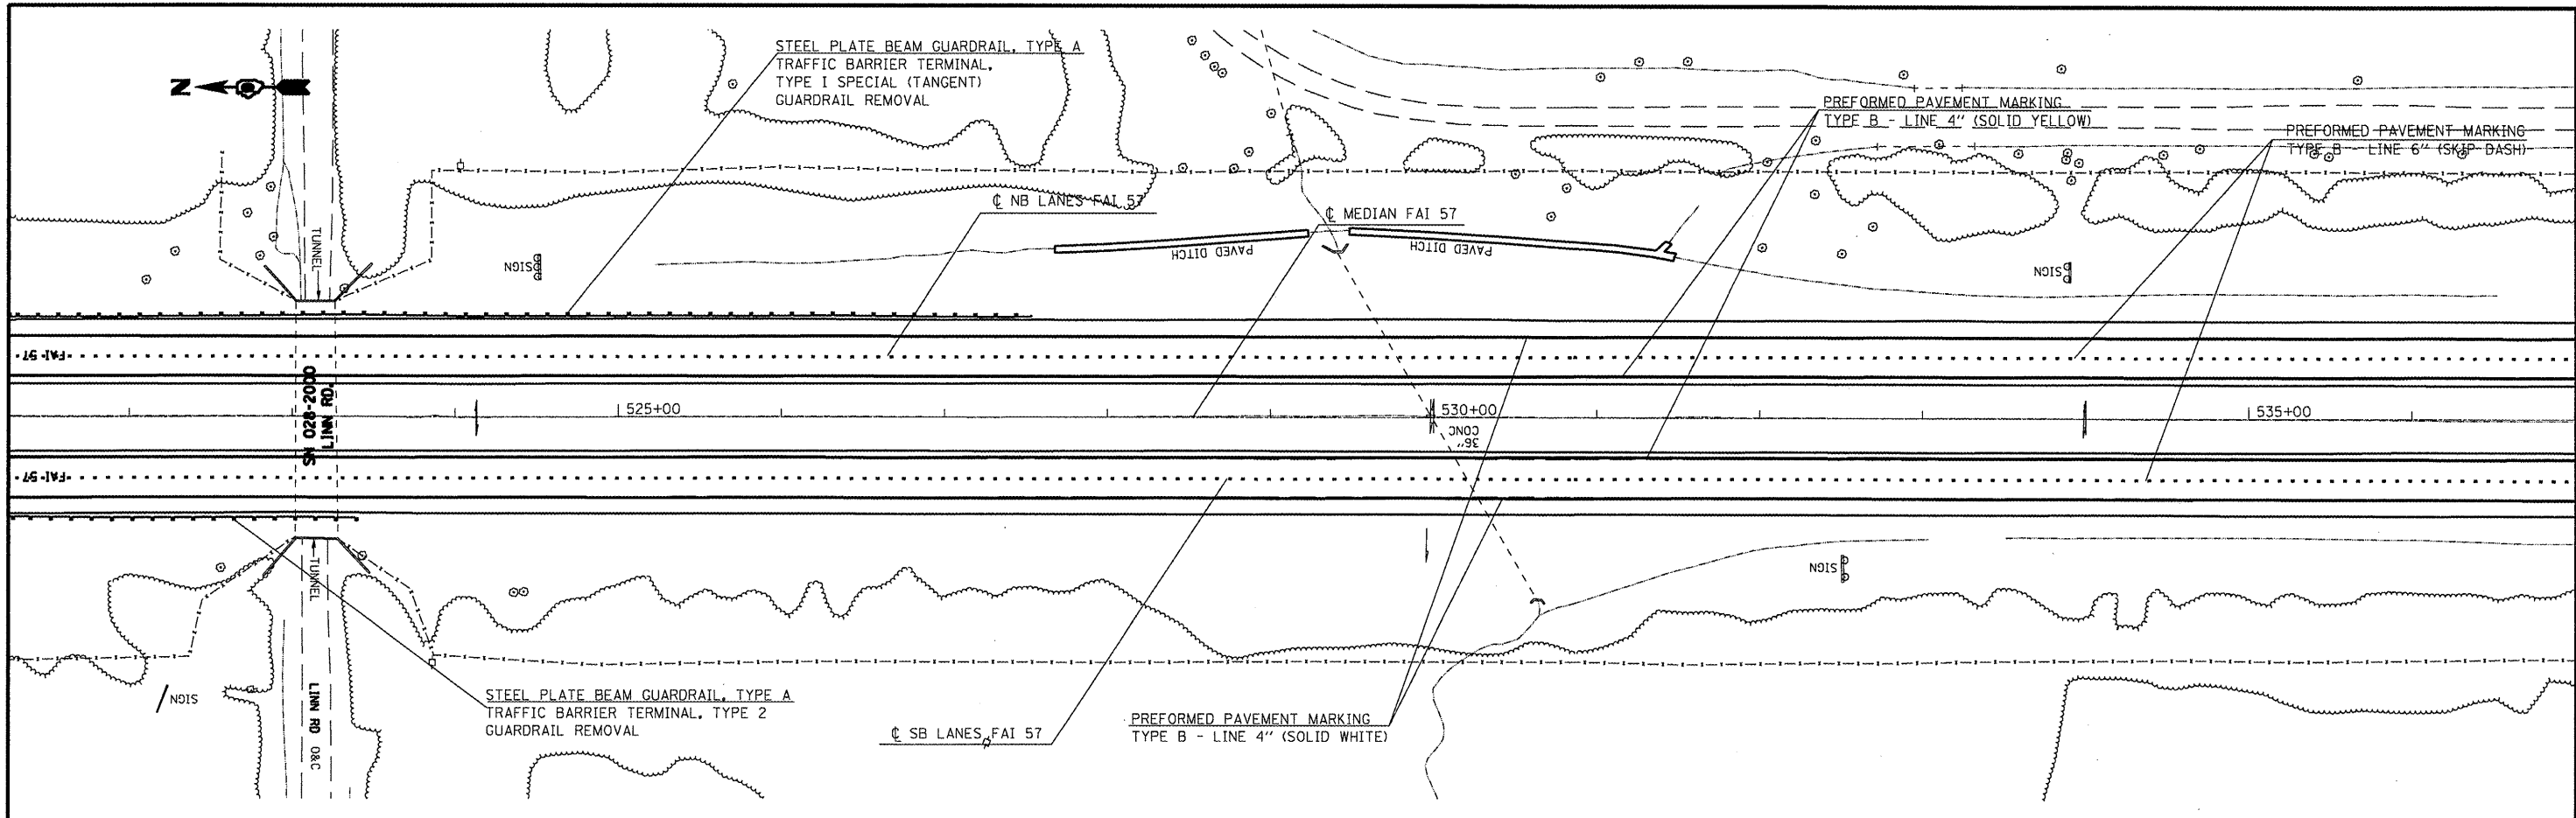 STEEL PLATE BEAM GUARDRAIL, TYPE A
TRAFFIC BARRIER TERMINAL,
TYPE I SPECIAL (TANGENT)
GUARDRAIL REMOVAL
N
PREFORMED PAVEMENT MARKING
TYPE B - LINE 4" (SOLID YELLOW)
PREFORMED PAVEMENT MARKING
TYPE B - LINE 6" (SKIP DASH)
℄ NB LANES FAI 57
℄ MEDIAN FAI 57
TUNNEL
SIGN
PAVED DITCH
PAVED DITCH
SIGN
FAI 57
SN 028-2000
LINN RD.
525+00
530+00
535+00
36"
CONC
FAI 57
TUNNEL
SIGN
SIGN
LINN RD O&C
STEEL PLATE BEAM GUARDRAIL, TYPE A
TRAFFIC BARRIER TERMINAL, TYPE 2
GUARDRAIL REMOVAL
℄ SB LANES FAI 57
PREFORMED PAVEMENT MARKING
TYPE B - LINE 4" (SOLID WHITE)